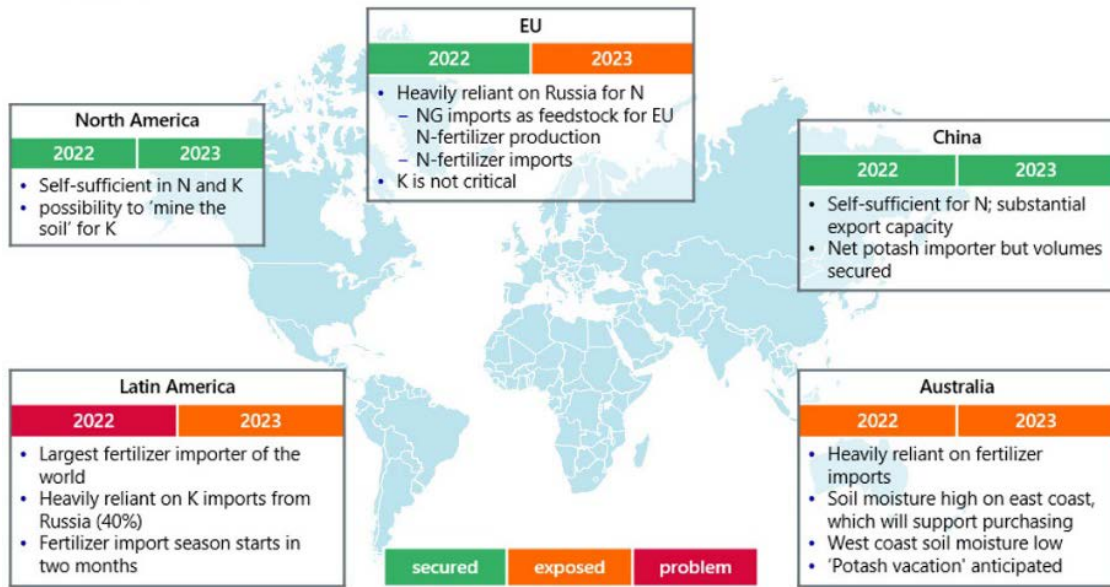 EU
2022 2023
• Heavily reliant on Russia for N
– NG imports as feedstock for EU
N-fertilizer production
– N-fertilizer imports
• K is not critical
North America
2022 2023
• Self-sufficient in N and K
• possibility to ‘mine the
soil’ for K
China
2022 2023
• Self-sufficient for N; substantial
export capacity
• Net potash importer but volumes
secured
Latin America
2022 2023
• Largest fertilizer importer of the
world
• Heavily reliant on K imports from
Russia (40%)
• Fertilizer import season starts in
two months
Australia
2022 2023
• Heavily reliant on fertilizer
imports
• Soil moisture high on east coast,
which will support purchasing
• West coast soil moisture low
• ‘Potash vacation' anticipated
secured exposed problem